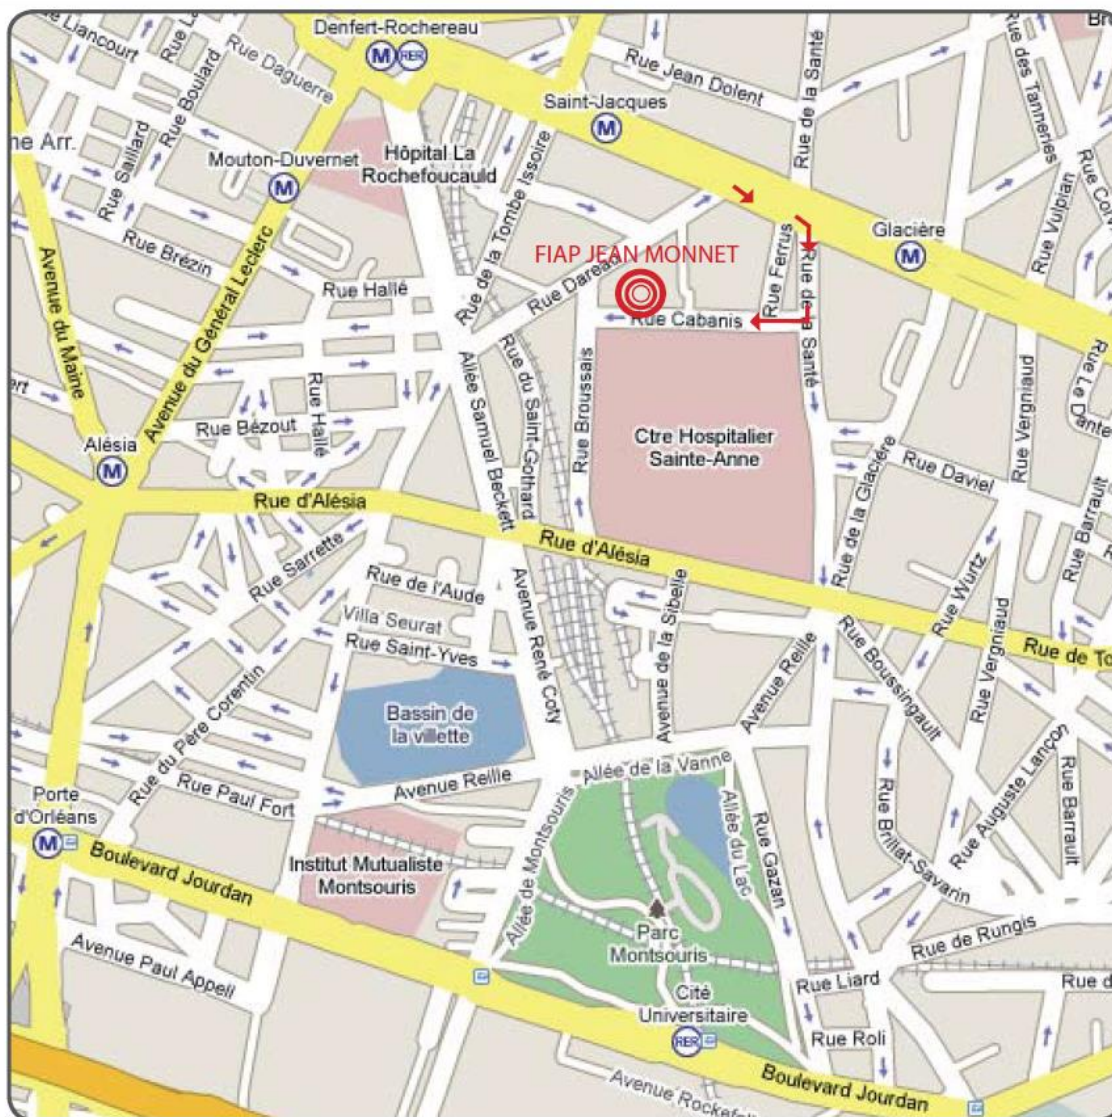 Denfert-Rochereau
M
RER
Rue Liancourt
Rue Boulard
Rue Daguerre
Rue Jean Dolent
Rue de la Santé
Rue des Tanneries
Saint-Jacques
M
Rue Saillard
Mouton-Duvernet
M
Hôpital La
Rochefoucauld
Rue de la Tombe Issoire
Rue Vulpian
Glacière
M
Rue Brézin
Avenue du Maine
Avenue du Général Leclerc
Rue Hallé
FIAP JEAN MONNET
Rue Dareau
Rue Ferrus
Rue de la Santé
Rue Cabanis
Rue du Saint-Gothard
Allée Samuel Beckett
Rue Broussais
Rue Hallé
Rue Bézout
Ctre Hospitalier
Sainte-Anne
Rue Vergniaud
Alésia
M
Rue de la Glacière
Rue Daviel
Rue Barrault
Rue d'Alésia
Rue d'Alésia
Rue Sarrette
Rue de l'Aude
Villa Seurat
Rue Saint-Yves
Avenue René Coty
Avenue de la Sibelle
Avenue Reille
Rue Wurtz
Rue Vergniaud
Rue Boussingault
Rue de To
Bassin de
la villette
Rue du Père Corentin
Rue Paul Fort
Avenue Reille
Allée de la Vanne
Allée de Montsouris
Allée du Lac
Rue Gazan
Rue Auguste Lançon
Rue Barrault
Rue Brillat-Savarin
Porte
d'Orléans
M
Boulevard Jourdan
Institut Mutualiste
Montsouris
Parc
Montsouris
Rue de Rungis
Avenue Paul Appell
Rue Liard
Rue d
Cité
Universitaire
RER
Rue Roli
Boulevard Jourdan
Avenue Rockefell